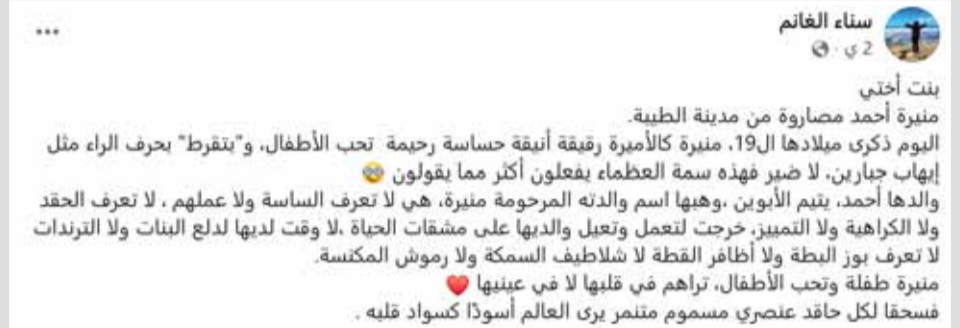 سناء الغانم
2 ي ·
بنت أختي
منيرة أحمد مصاروة من مدينة الطيبة.
اليوم ذكرى ميلادها ال19، منيرة كالأميرة رقيقة أنيقة حساسة رحيمة تحب الأطفال، و"بتقرط" بحرف الراء مثل
إيهاب جبارين، لا ضير فهذه سمة العظماء يفعلون أكثر مما يقولون 🥹
والدها أحمد، يتيم الأبوين ،وهبها اسم والدته المرحومة منيرة، هي لا تعرف الساسة ولا عملهم ، لا تعرف الحقد
ولا الكراهية ولا التمييز، خرجت لتعمل وتعيل والديها على مشقات الحياة ،لا وقت لديها لدلع البنات ولا الترندات
لا تعرف بوز البطة ولا أظافر القطة لا شلاطيف السمكة ولا رموش المكنسة.
منيرة طفلة وتحب الأطفال، تراهم في قلبها لا في عينيها ❤️
فسحقا لكل حاقد عنصري مسموم متنمر يرى العالم أسودًا كسواد قلبه .